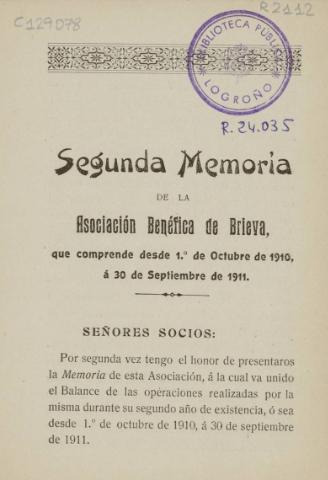 C129078
R2112
BIBLIOTECA PÚBLICA
LOGROÑO
R. 24.035
Segunda Memoria
DE LA
Asociación Benéfica de Brieva,
que comprende desde 1.º de Octubre de 1910,
á 30 de Septiembre de 1911.
SEÑORES SOCIOS:
Por segunda vez tengo el honor de presentaros
la Memoria de esta Asociación, á la cual va unido
el Balance de las operaciones realizadas por la
misma durante su segundo año de existencia, ó sea
desde 1.º de octubre de 1910, á 30 de septiembre
de 1911.